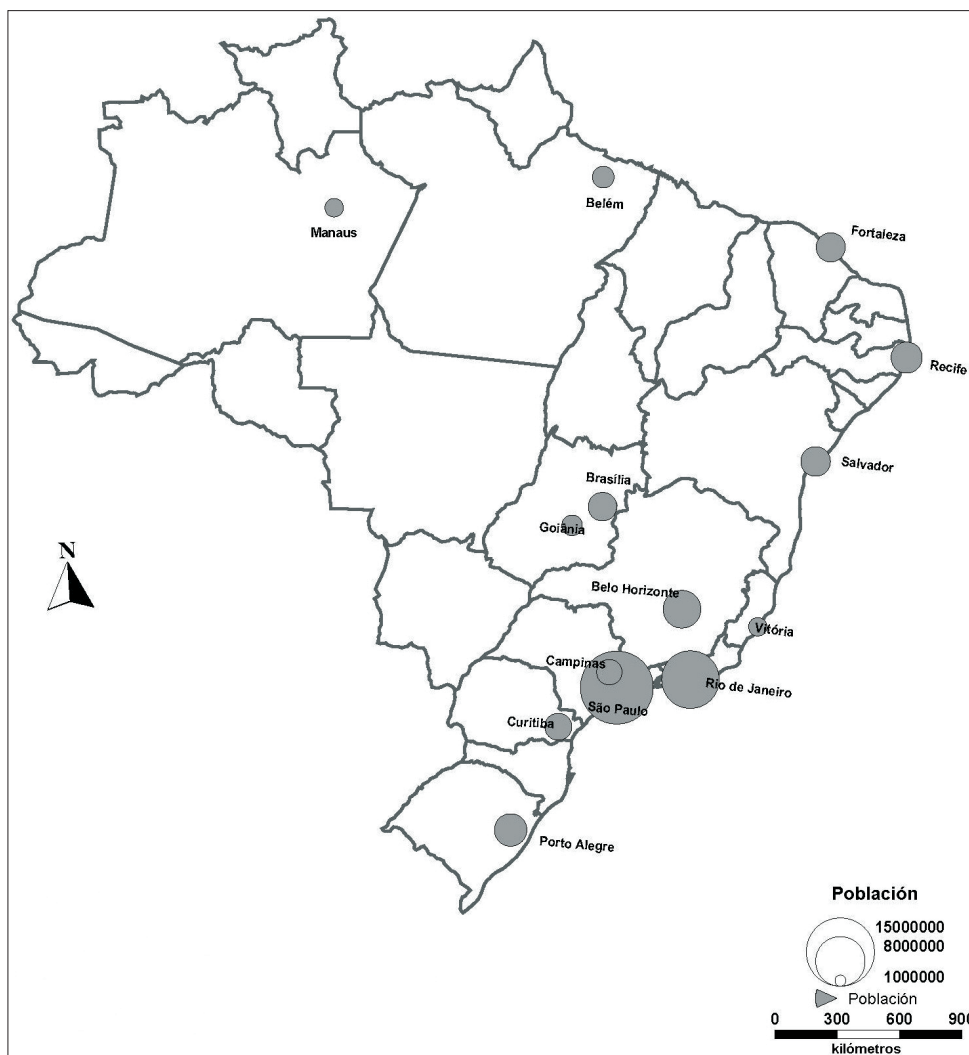 Belém
Manaus
Fortaleza
Recife
Salvador
Brasília
Goiânia
N
Belo Horizonte
Vitória
Campinas
Rio de Janeiro
São Paulo
Curitiba
Porto Alegre
Población
15000000
8000000
1000000
Población
0 300 600 900
kilómetros